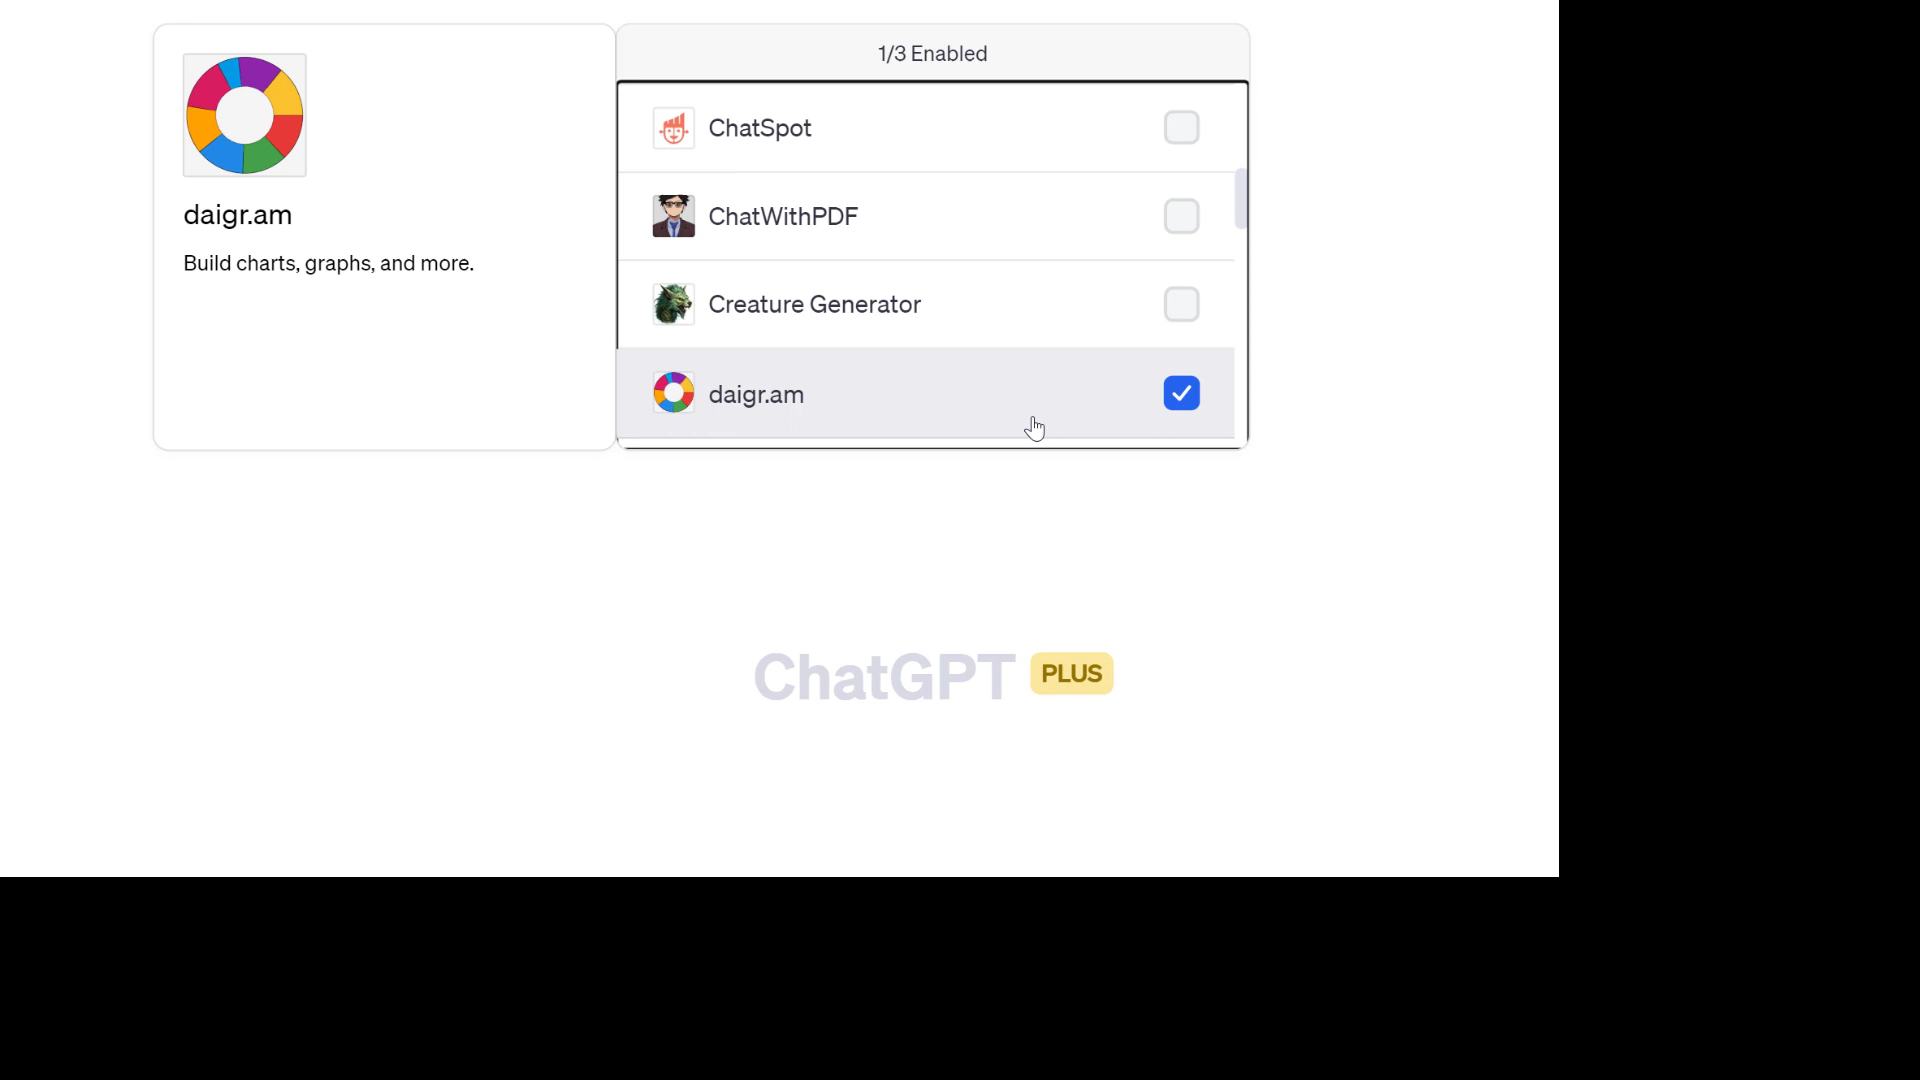 daigr.am
Build charts, graphs, and more.
1/3 Enabled
ChatSpot
ChatWithPDF
Creature Generator
daigr.am
ChatGPT PLUS